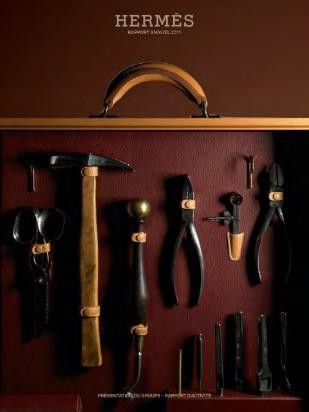 HERMÈS
RAPPORT ANNUEL 2011
PRÉSENTATION DU GROUPE - RAPPORT D'ACTIVITÉ